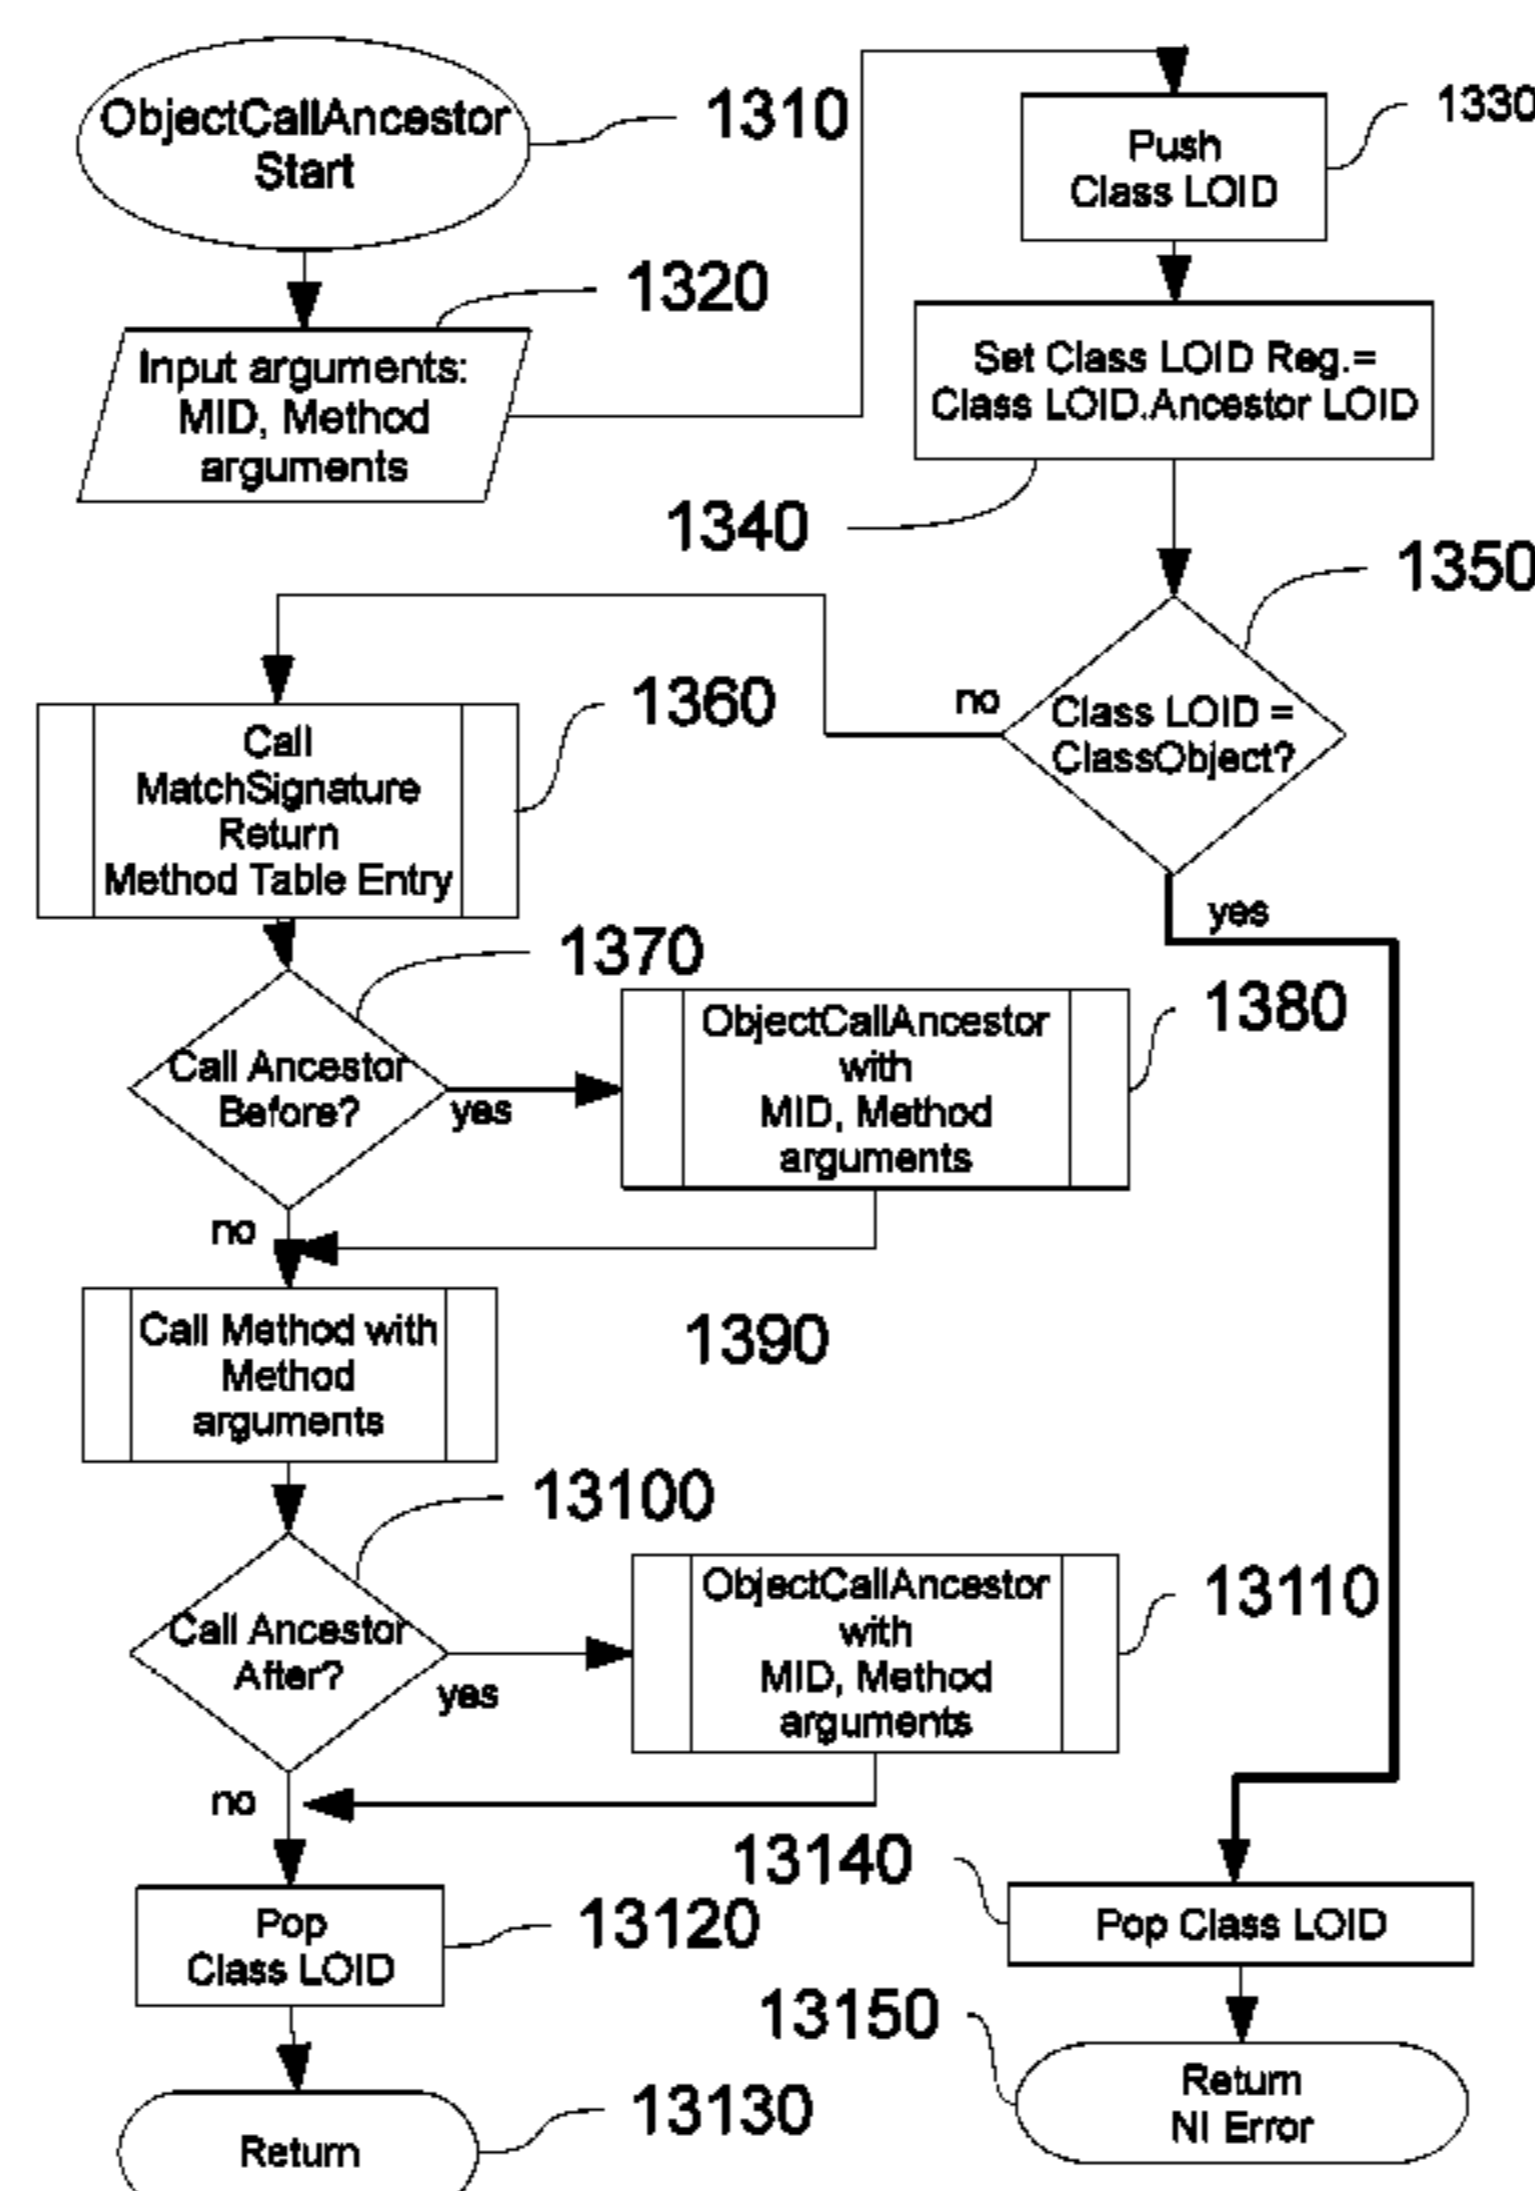 ObjectCallAncestor
Start
1310
1320
Input arguments:
MID, Method
arguments
Push
Class LOID
1330
Set Class LOID Reg.=
Class LOID.Ancestor LOID
1340
1350
Class LOID =
ClassObject?
no
yes
1360
Call
MatchSignature
Return
Method Table Entry
1370
Call Ancestor
Before?
yes
no
ObjectCallAncestor
with
MID, Method
arguments
1380
Call Method with
Method
arguments
1390
13100
Call Ancestor
After?
yes
no
ObjectCallAncestor
with
MID, Method
arguments
13110
Pop
Class LOID
13120
Return
13130
13140
Pop Class LOID
13150
Return
NI Error